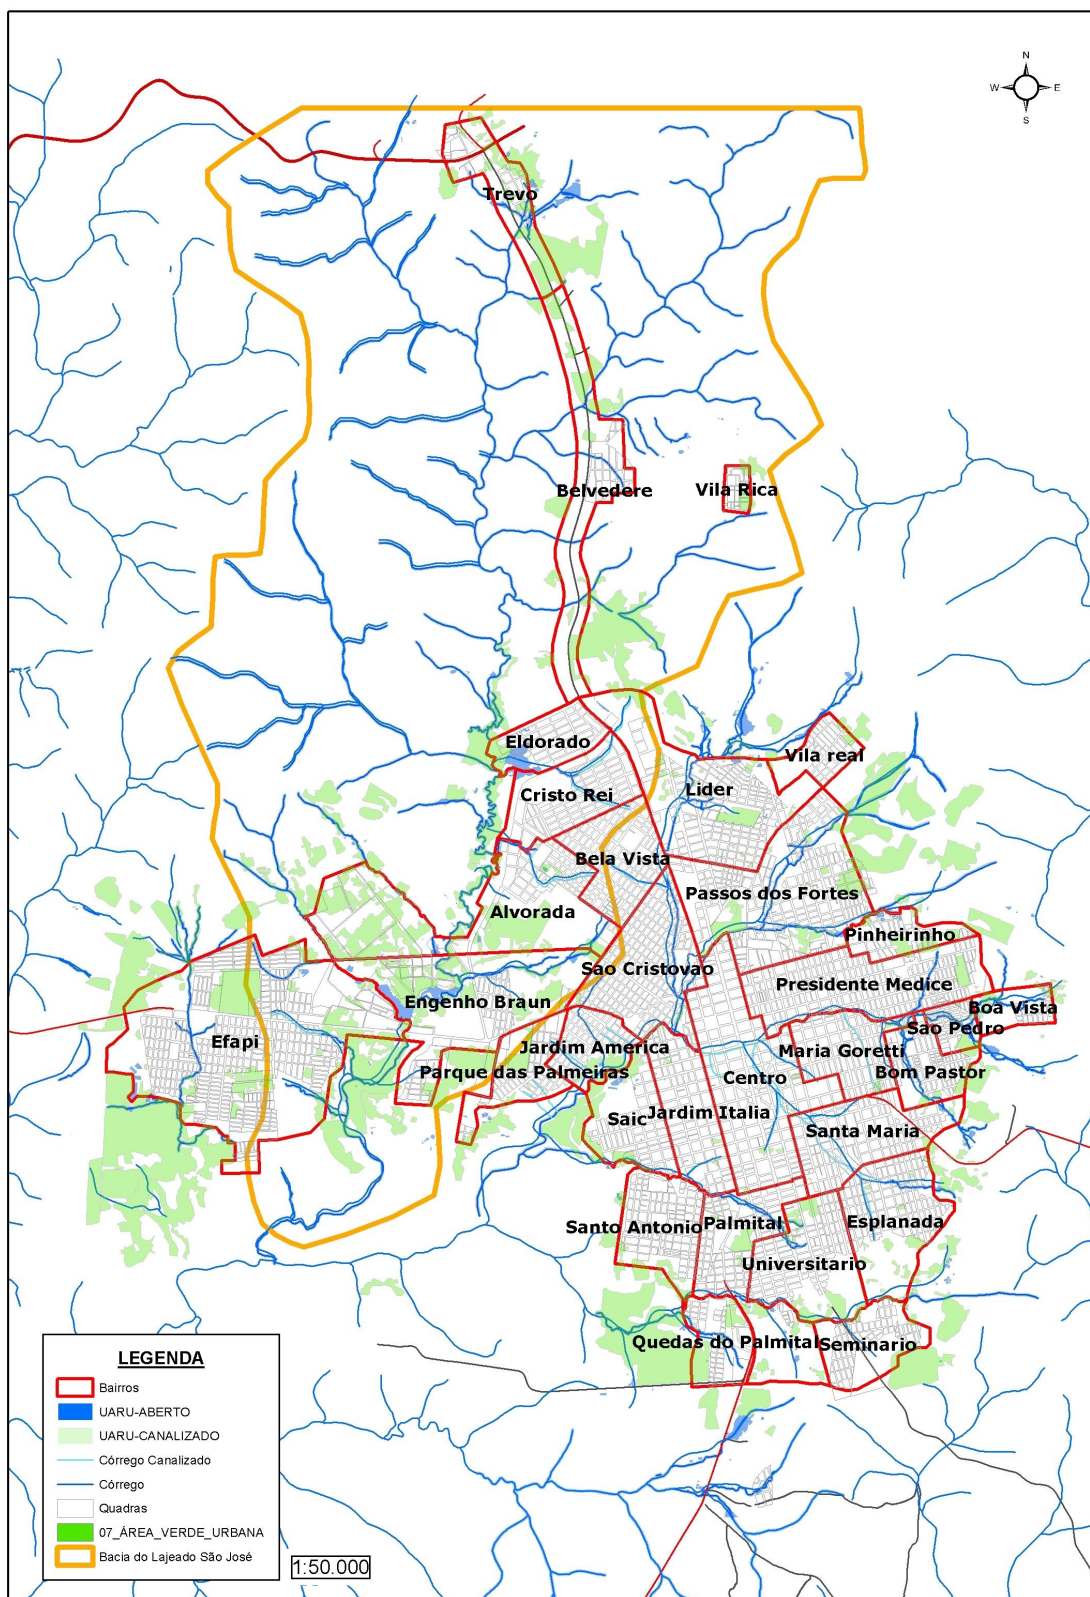 N
W E
S
Trevo
Belvedere
Vila Rica
Eldorado
Vila real
Cristo Rei
Lider
Bela Vista
Passos dos Fortes
Alvorada
Pinheirinho
Sao Cristovao
Presidente Medice
Engenho Braun
Boa Vista
Sao Pedro
Efapi
Jardim America
Maria Goretti
Parque das Palmeiras
Centro
Bom Pastor
Saic
Jardim Italia
Santa Maria
Santo Antonio
Palmital
Esplanada
Universitario
Quedas do Palmital
Seminario
LEGENDA
Bairros
UARU-ABERTO
UARU-CANALIZADO
Córrego Canalizado
Córrego
Quadras
07_ÁREA_VERDE_URBANA
Bacia do Lajeado São José
1:50.000